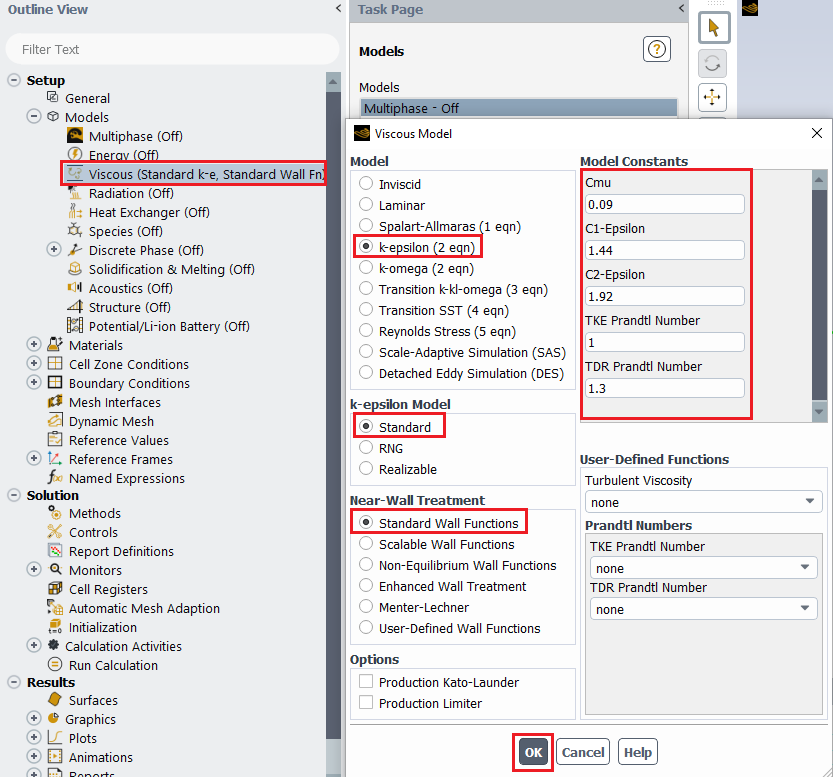 Outline View
Filter Text
Setup
General
Models
Multiphase (Off)
Energy (Off)
Viscous (Standard k-e, Standard Wall Fn)
Radiation (Off)
Heat Exchanger (Off)
Species (Off)
Discrete Phase (Off)
Solidification & Melting (Off)
Acoustics (Off)
Structure (Off)
Potential/Li-ion Battery (Off)
Materials
Cell Zone Conditions
Boundary Conditions
Mesh Interfaces
Dynamic Mesh
Reference Values
Reference Frames
Named Expressions
Solution
Methods
Controls
Report Definitions
Monitors
Cell Registers
Automatic Mesh Adaption
Initialization
Calculation Activities
Run Calculation
Results
Surfaces
Graphics
Plots
Animations
Reports
Task Page
Models
?
Models
Multiphase - Off
Viscous Model
Model
Inviscid
Laminar
Spalart-Allmaras (1 eqn)
k-epsilon (2 eqn)
k-omega (2 eqn)
Transition k-kl-omega (3 eqn)
Transition SST (4 eqn)
Reynolds Stress (5 eqn)
Scale-Adaptive Simulation (SAS)
Detached Eddy Simulation (DES)
k-epsilon Model
Standard
RNG
Realizable
Near-Wall Treatment
Standard Wall Functions
Scalable Wall Functions
Non-Equilibrium Wall Functions
Enhanced Wall Treatment
Menter-Lechner
User-Defined Wall Functions
Options
Production Kato-Launder
Production Limiter
Model Constants
Cmu
0.09
C1-Epsilon
1.44
C2-Epsilon
1.92
TKE Prandtl Number
1
TDR Prandtl Number
1.3
User-Defined Functions
Turbulent Viscosity
none
Prandtl Numbers
TKE Prandtl Number
none
TDR Prandtl Number
none
OK
Cancel
Help